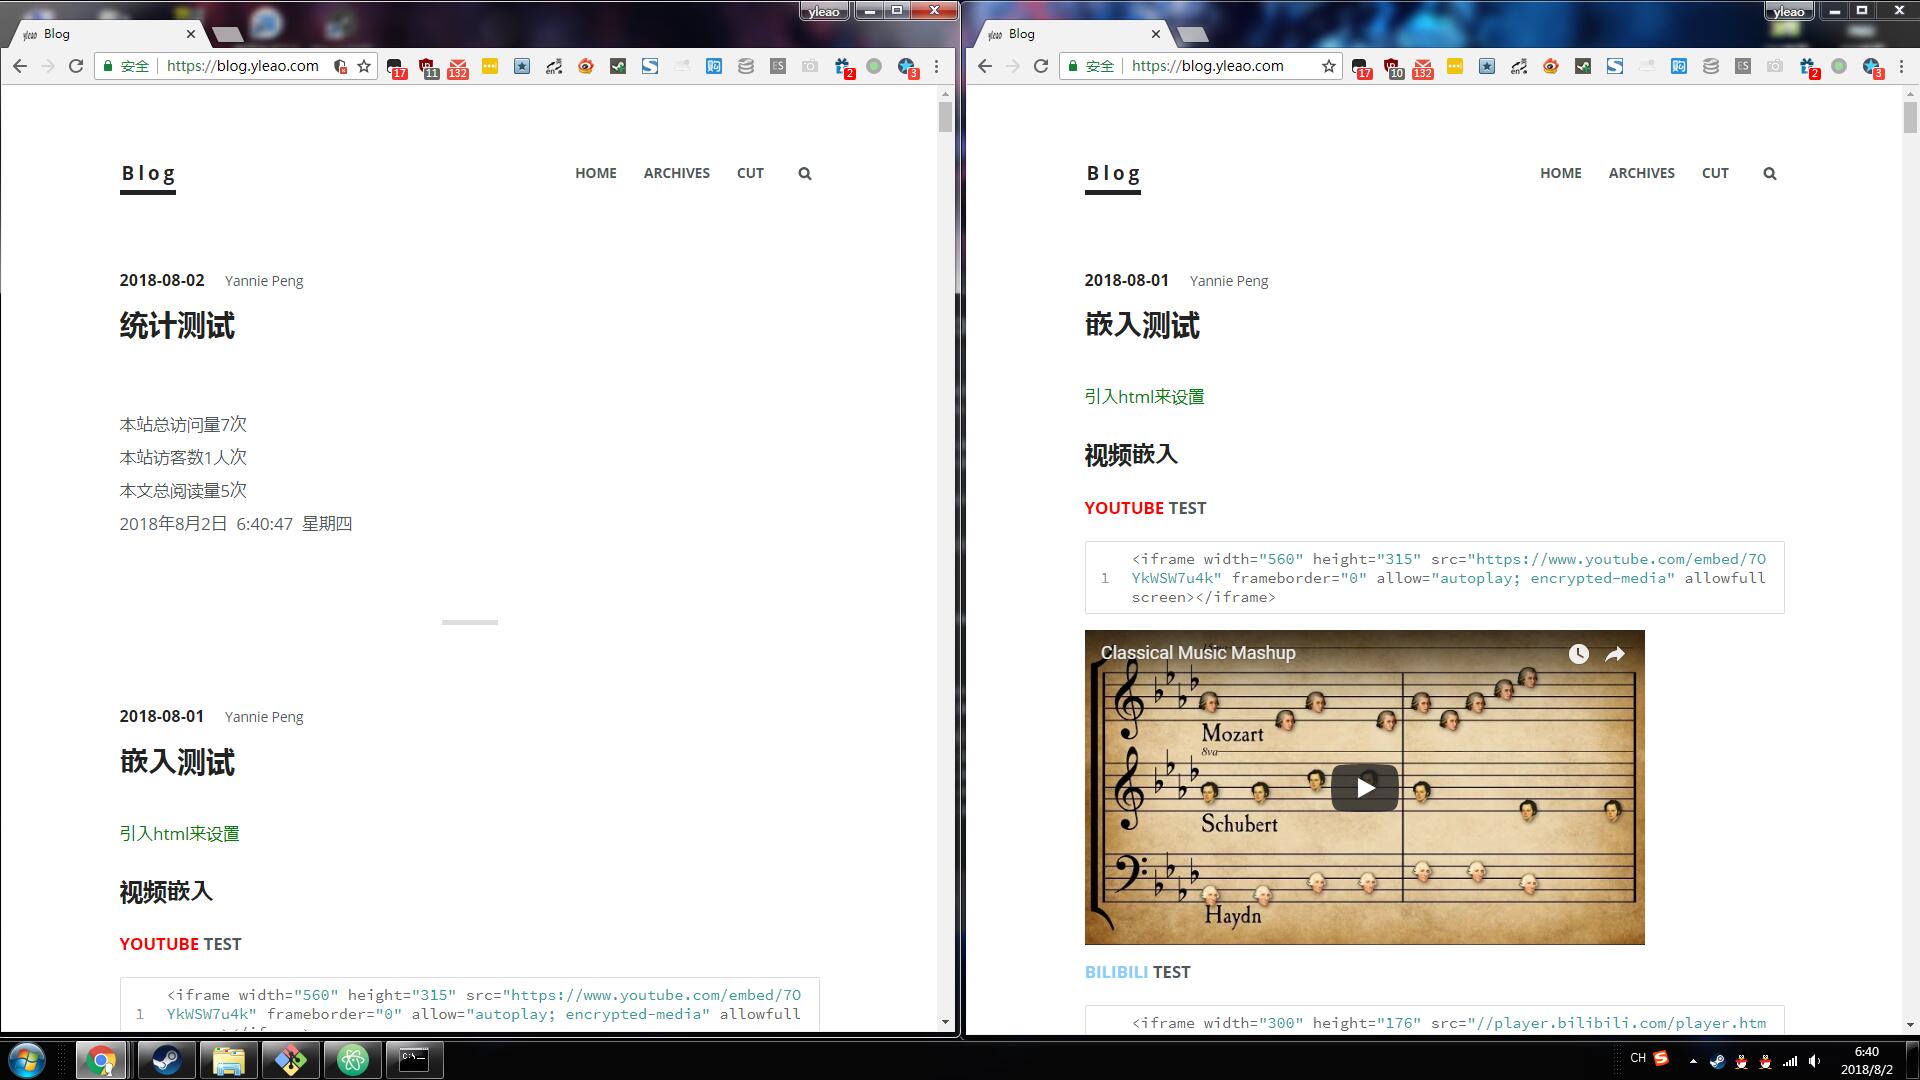 yleao
Blog
安全
https://blog.yleao.com
17
11
132
en
ES
2
3
Blog
HOME
ARCHIVES
CUT
2018-08-02 Yannie Peng
统计测试
本站总访问量7次
本站访客数1人次
本文总阅读量5次
2018年8月2日 6:40:47 星期四
2018-08-01 Yannie Peng
嵌入测试
引入html来设置
视频嵌入
YOUTUBE TEST
<iframe width="560" height="315" src="https://www.youtube.com/embed/7O
1 YkWSW7u4k" frameborder="0" allow="autoplay; encrypted-media" allowfull
yleao
Blog
安全
https://blog.yleao.com
17
10
132
en
ES
2
3
Blog
HOME
ARCHIVES
CUT
2018-08-01 Yannie Peng
嵌入测试
引入html来设置
视频嵌入
YOUTUBE TEST
<iframe width="560" height="315" src="https://www.youtube.com/embed/7O
1 YkWSW7u4k" frameborder="0" allow="autoplay; encrypted-media" allowfull
screen></iframe>
Classical Music Mashup
Mozart
8va
Schubert
Haydn
BILIBILI TEST
<iframe width="300" height="176" src="//player.bilibili.com/player.htm
C:\.
CH
6:40
2018/8/2